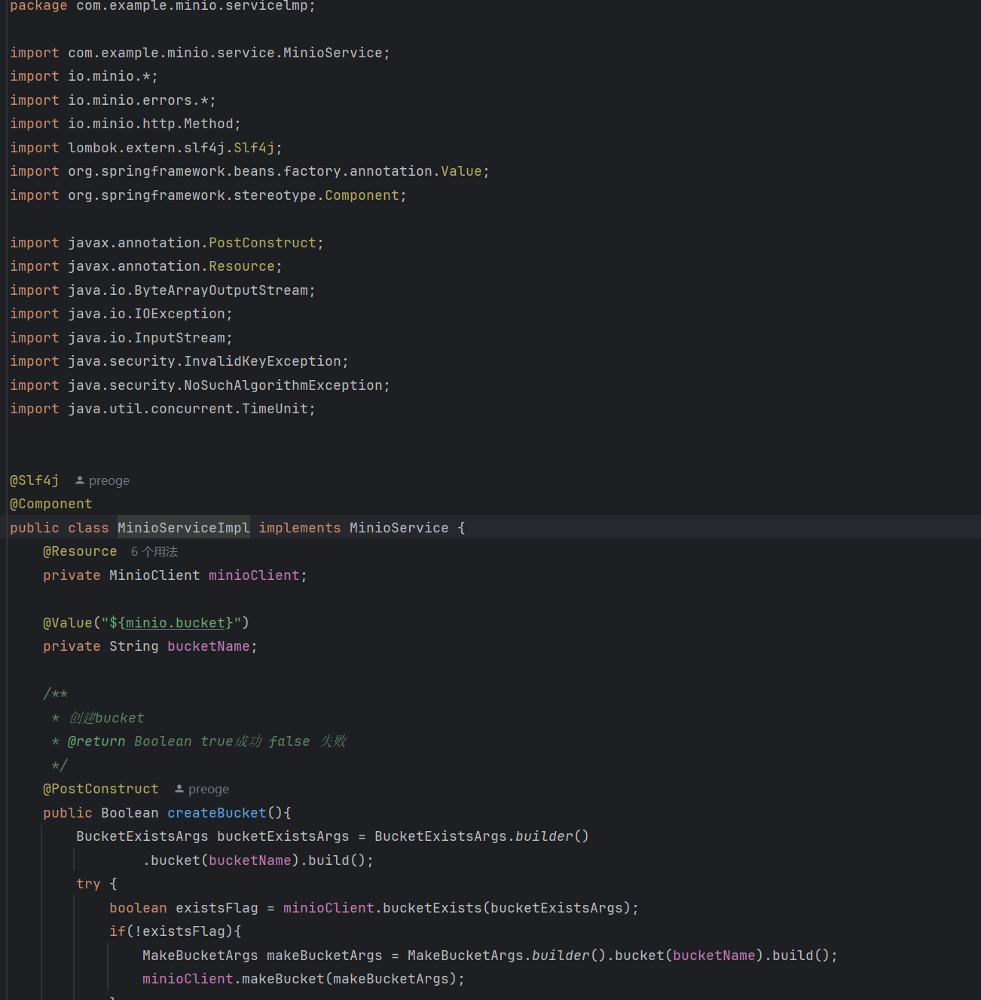 package com.example.minio.servicelmp;
import com.example.minio.service.MinioService;
import io.minio.*;
import io.minio.errors.*;
import io.minio.http.Method;
import lombok.extern.slf4j.Slf4j;
import org.springframework.beans.factory.annotation.Value;
import org.springframework.stereotype.Component;
import javax.annotation.PostConstruct;
import javax.annotation.Resource;
import java.io.ByteArrayOutputStream;
import java.io.IOException;
import java.io.InputStream;
import java.security.InvalidKeyException;
import java.security.NoSuchAlgorithmException;
import java.util.concurrent.TimeUnit;
@Slf4j preoge
@Component
public class MinioServiceImpl implements MinioService {
@Resource 6 个用法
private MinioClient minioClient;
@Value("${minio.bucket}")
private String bucketName;
/**
* 创建bucket
* @return Boolean true成功 false 失败
*/
@PostConstruct preoge
public Boolean createBucket(){
BucketExistsArgs bucketExistsArgs = BucketExistsArgs.builder()
.bucket(bucketName).build();
try {
boolean existsFlag = minioClient.bucketExists(bucketExistsArgs);
if(!existsFlag){
MakeBucketArgs makeBucketArgs = MakeBucketArgs.builder().bucket(bucketName).build();
minioClient.makeBucket(makeBucketArgs);